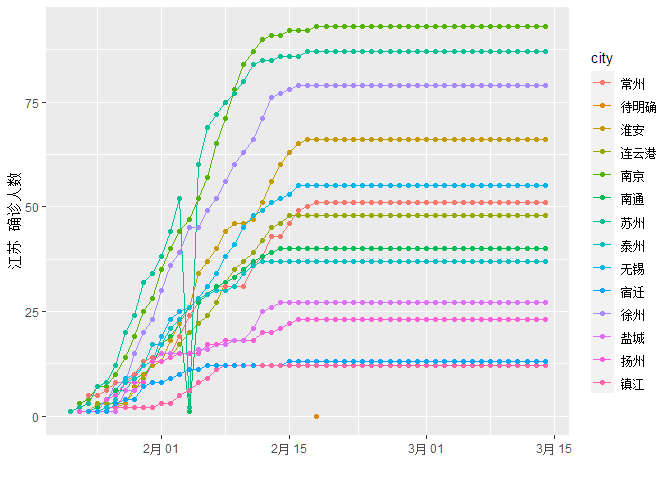 江苏 确诊人数
75
50
25
0
2月 01
2月 15
3月 01
3月 15
city
常州
待明确
淮安
连云港
南京
南通
苏州
泰州
无锡
宿迁
徐州
盐城
扬州
镇江